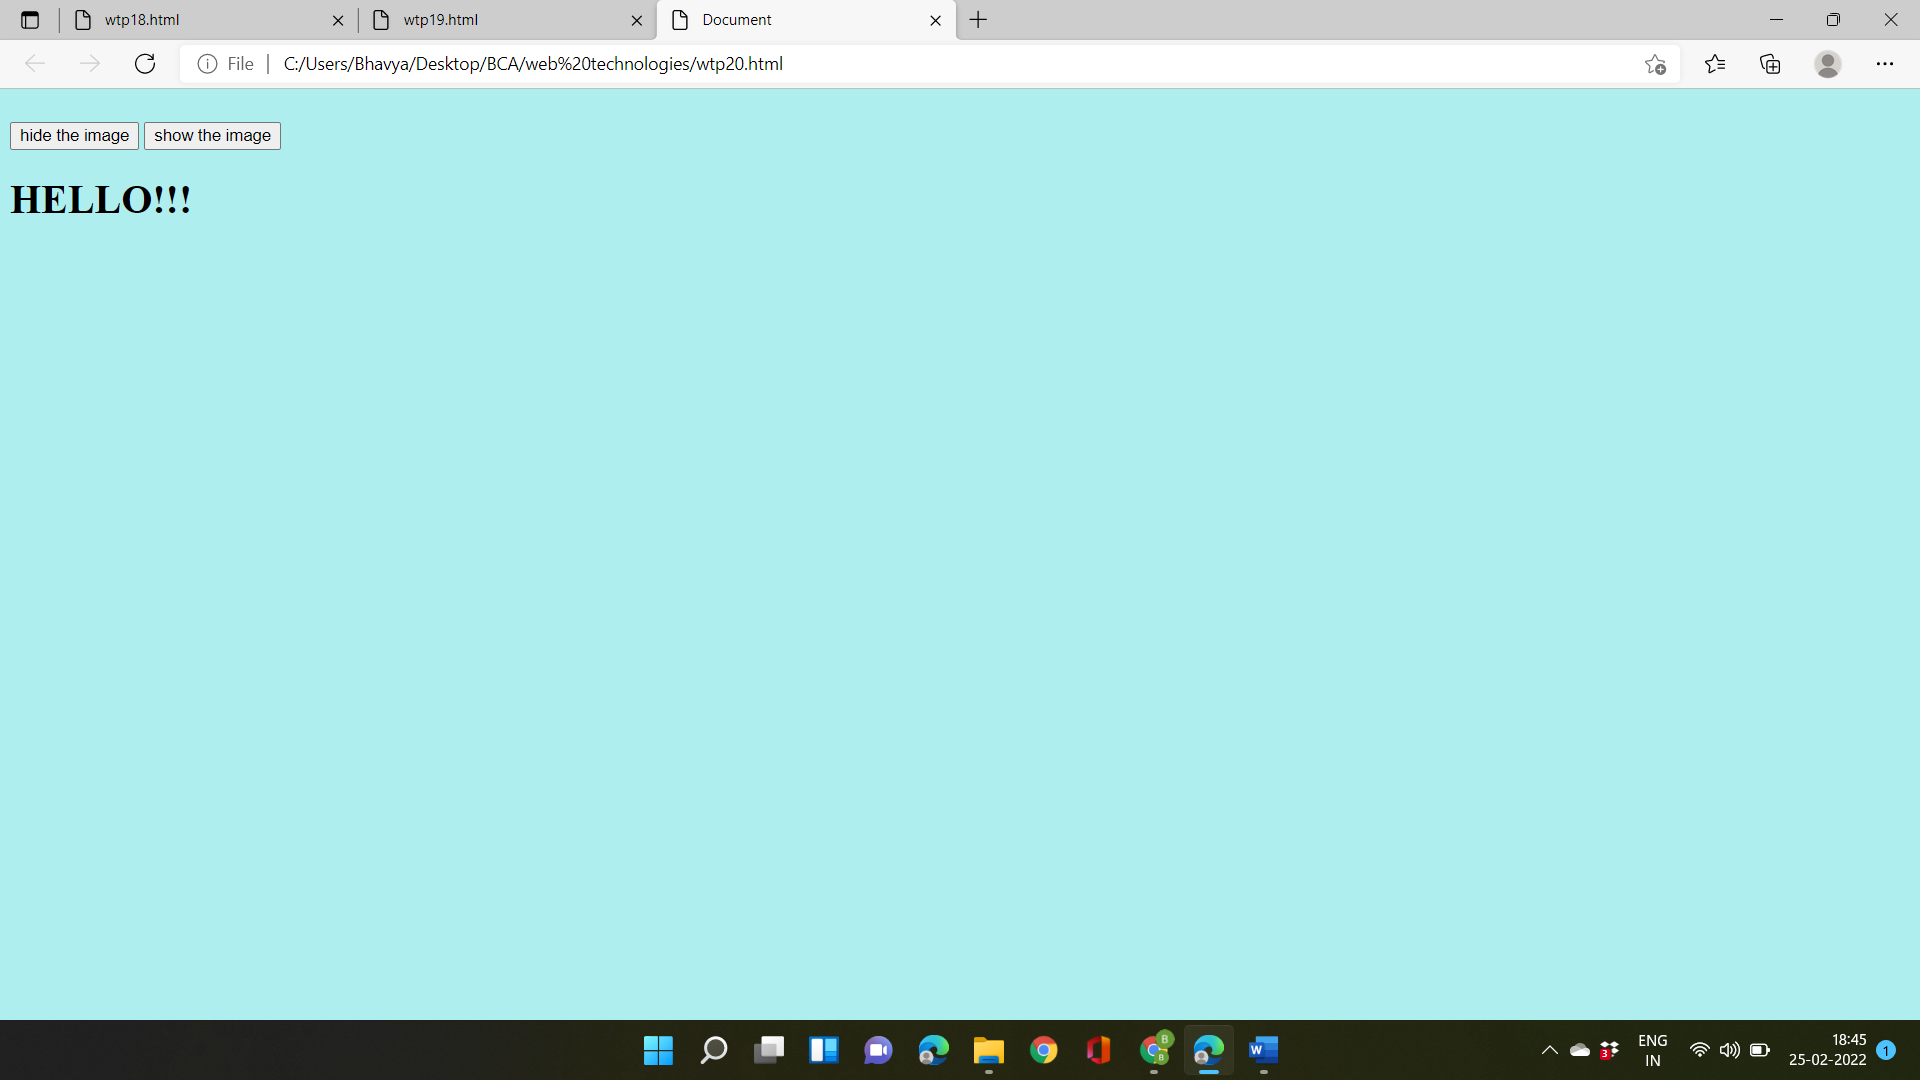 wtp18.html
wtp19.html
Document
File
C:/Users/Bhavya/Desktop/BCA/web%20technologies/wtp20.html
hide the image
show the image
HELLO!!!
W
3
B
B
ENG
IN
18:45
25-02-2022
1